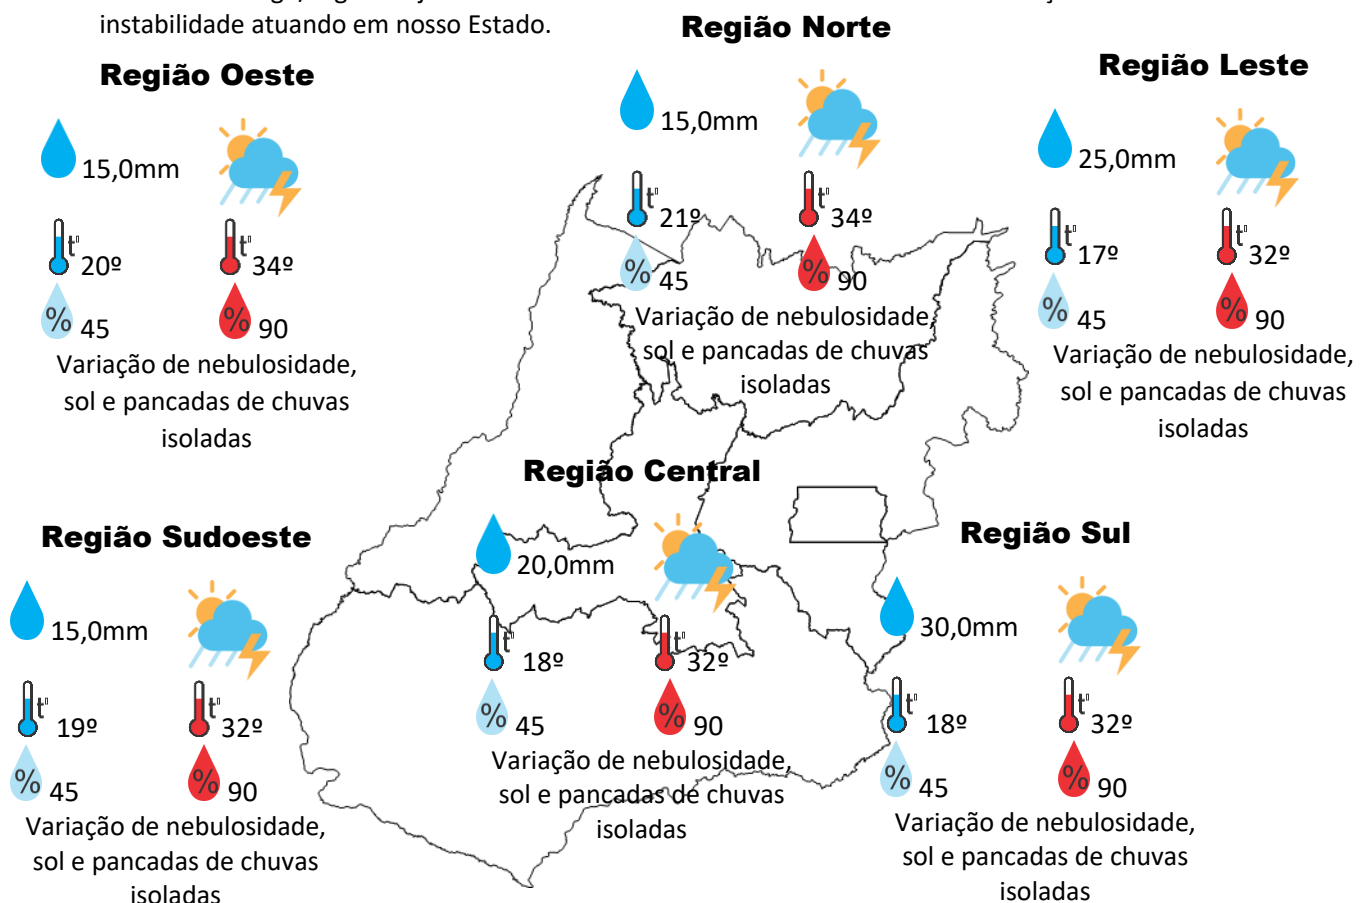 instabilidade atuando em nosso Estado.
Região Norte
15,0mm
t°
21º
t°
34º
% 45
% 90
Variação de nebulosidade,
sol e pancadas de chuvas
isoladas
Região Oeste
15,0mm
t°
20º
t°
34º
% 45
% 90
Variação de nebulosidade,
sol e pancadas de chuvas
isoladas
Região Leste
25,0mm
t°
17º
t°
32º
% 45
% 90
Variação de nebulosidade,
sol e pancadas de chuvas
isoladas
Região Central
20,0mm
t°
18º
t°
32º
% 45
% 90
Variação de nebulosidade,
sol e pancadas de chuvas
isoladas
Região Sudoeste
15,0mm
t°
19º
t°
32º
% 45
% 90
Variação de nebulosidade,
sol e pancadas de chuvas
isoladas
Região Sul
30,0mm
t°
18º
t°
32º
% 45
% 90
Variação de nebulosidade,
sol e pancadas de chuvas
isoladas